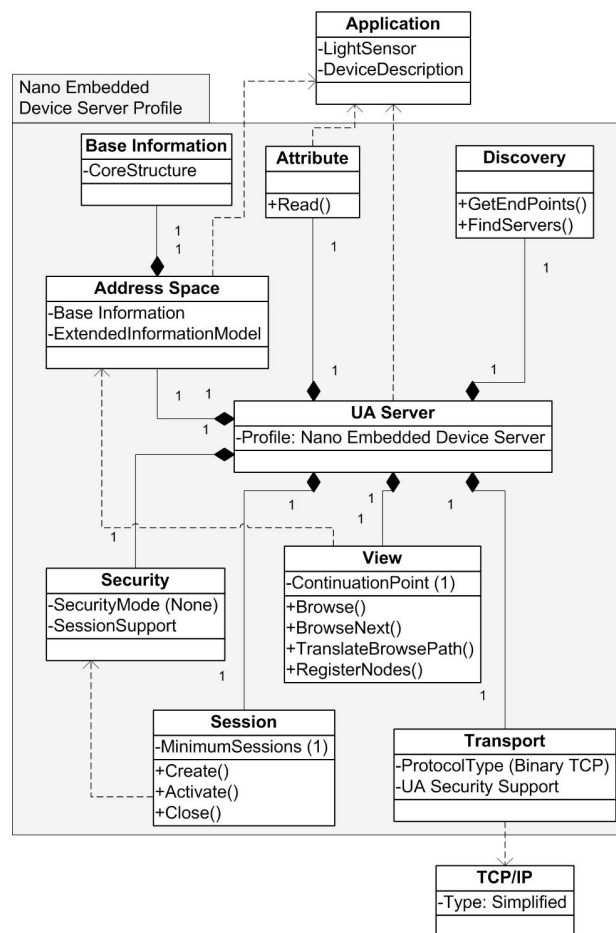 Application
-LightSensor
-DeviceDescription
Nano Embedded
Device Server Profile
Base Information
-CoreStructure
Attribute
+Read()
Discovery
+GetEndPoints()
+FindServers()
1
1
1
1
Address Space
-Base Information
-ExtendedInformationModel
1
1
1
1
1
UA Server
-Profile: Nano Embedded Device Server
1
1
1
1
1
View
-ContinuationPoint (1)
+Browse()
+BrowseNext()
+TranslateBrowsePath()
+RegisterNodes()
Security
-SecurityMode (None)
-SessionSupport
1
1
Session
-MinimumSessions (1)
+Create()
+Activate()
+Close()
Transport
-ProtocolType (Binary TCP)
-UA Security Support
TCP/IP
-Type: Simplified